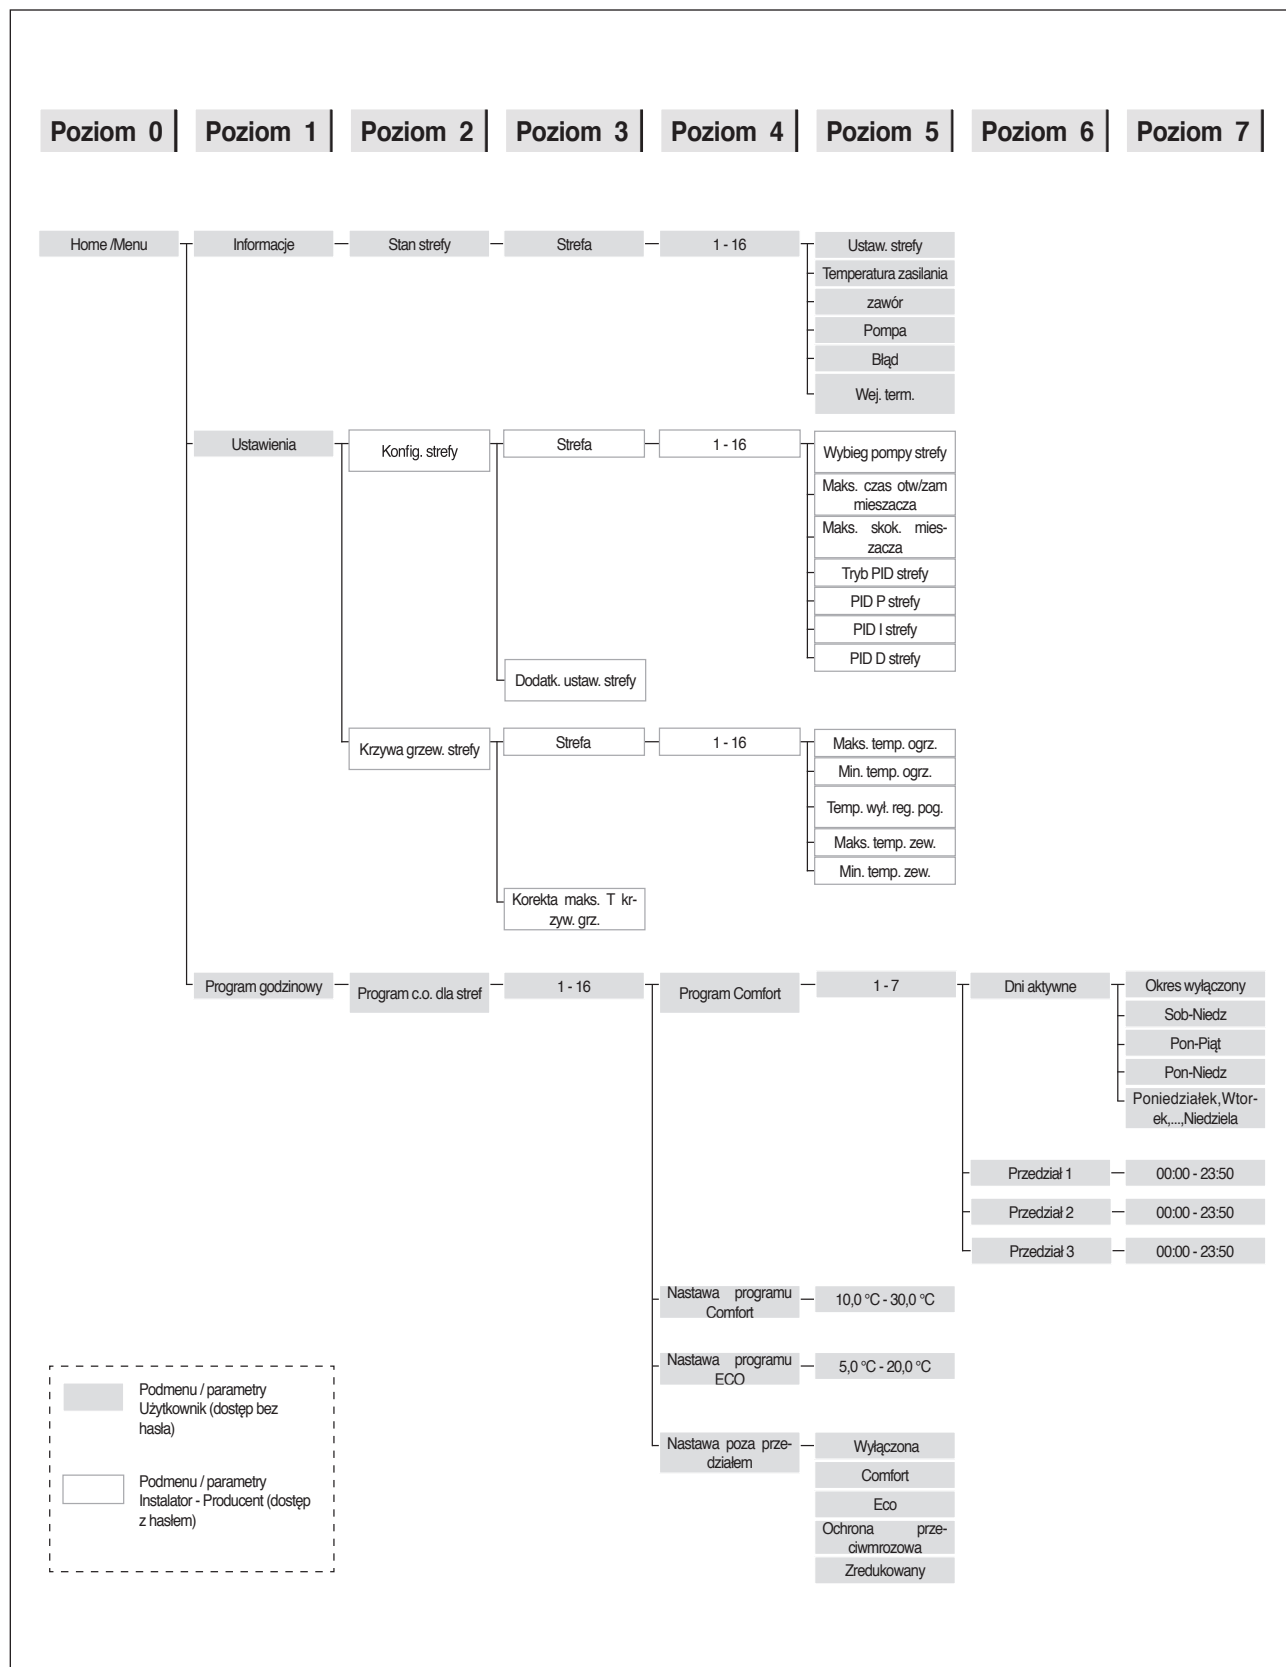 Poziom 0 Poziom 1 Poziom 2 Poziom 3 Poziom 4 Poziom 5 Poziom 6 Poziom 7
Home /Menu Informacje Stan strefy Strefa 1 - 16 Ustaw. strefy
Temperatura zasilania
zawór
Pompa
Błąd
Wej. term.
Ustawienia Konfig. strefy Strefa 1 - 16 Wybieg pompy strefy
Maks. czas otw/zam
mieszacza
Maks. skok. mies-
zacza
Tryb PID strefy
PID P strefy
PID I strefy
PID D strefy
Dodatk. ustaw. strefy
Krzywa grzew. strefy Strefa 1 - 16 Maks. temp. ogrz.
Min. temp. ogrz.
Temp. wył. reg. pog.
Maks. temp. zew.
Min. temp. zew.
Korekta maks. T kr-
zyw. grz.
Program godzinowy Program c.o. dla stref 1 - 16 Program Comfort 1 - 7 Dni aktywne Okres wyłączony
Sob-Niedz
Pon-Piąt
Pon-Niedz
Poniedziałek,Wtor-
ek,...,Niedziela
Przedział 1 00:00 - 23:50
Przedział 2 00:00 - 23:50
Przedział 3 00:00 - 23:50
Nastawa programu
Comfort
10,0 °C - 30,0 °C
Nastawa programu
ECO
5,0 °C - 20,0 °C
Nastawa poza prze-
działem
Wyłączona
Comfort
Eco
Ochrona prze-
ciwmrozowa
Zredukowany
Podmenu / parametry
Użytkownik (dostęp bez
hasła)
Podmenu / parametry
Instalator - Producent (dostęp
z hasłem)